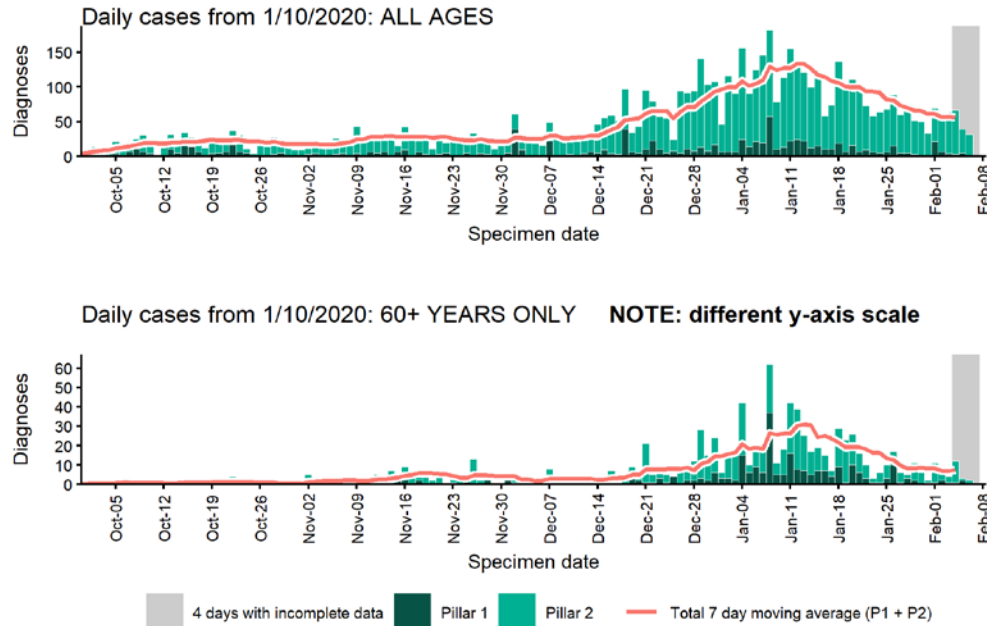 Daily cases from 1/10/2020: ALL AGES
Diagnoses
150
100
50
0
Oct-05
Oct-12
Oct-19
Oct-26
Nov-02
Nov-09
Nov-16
Nov-23
Nov-30
Dec-07
Dec-14
Dec-21
Dec-28
Jan-04
Jan-11
Jan-18
Jan-25
Feb-01
Feb-08
Specimen date
Daily cases from 1/10/2020: 60+ YEARS ONLY NOTE: different y-axis scale
Diagnoses
60
50
40
30
20
10
0
Oct-05
Oct-12
Oct-19
Oct-26
Nov-02
Nov-09
Nov-16
Nov-23
Nov-30
Dec-07
Dec-14
Dec-21
Dec-28
Jan-04
Jan-11
Jan-18
Jan-25
Feb-01
Feb-08
Specimen date
4 days with incomplete data Pillar 1 Pillar 2 Total 7 day moving average (P1 + P2)